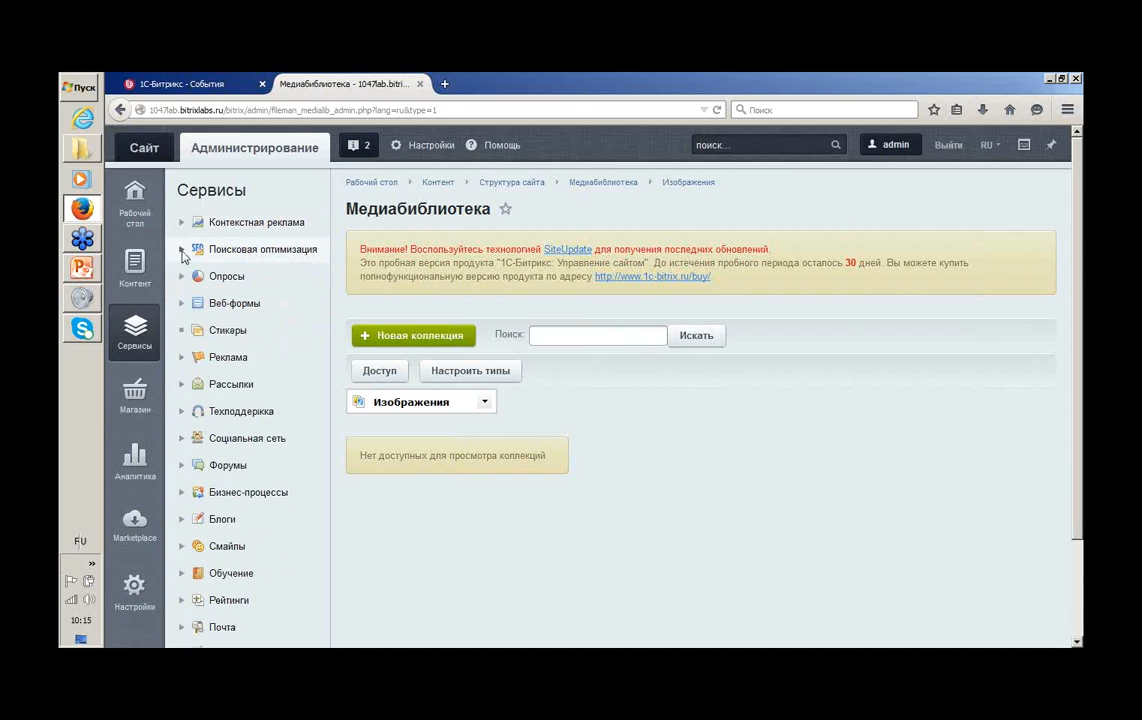 Пуск
1С-Битрикс - События
Медиабиблиотека - 1047lab.bitri...
1047lab.bitrixlabs.ru/bitrix/admin/fileman_medialib_admin.php?lang=ru&type=1
Поиск
Сайт
Администрирование
2
Настройки
Помощь
поиск...
admin
Выйти
RU
Рабочий стол
Контент
Сервисы
Магазин
Аналитика
Marketplace
Настройки
Сервисы
Контекстная реклама
SEO Поисковая оптимизация
Опросы
Веб-формы
Стикеры
Реклама
Рассылки
Техподдержка
Социальная сеть
Форумы
Бизнес-процессы
Блоги
Смайлы
Обучение
Рейтинги
Почта
Рабочий стол
Контент
Структура сайта
Медиабиблиотека
Изображения
Медиабиблиотека
Внимание! Воспользуйтесь технологией SiteUpdate для получения последних обновлений.
Это пробная версия продукта "1С-Битрикс: Управление сайтом". До истечения пробного периода осталось 30 дней. Вы можете купить
полнофункциональную версию продукта по адресу http://www.1c-bitrix.ru/buy/
+ Новая коллекция
Поиск:
Искать
Доступ
Настроить типы
Изображения
Нет доступных для просмотра коллекций
»
10:15